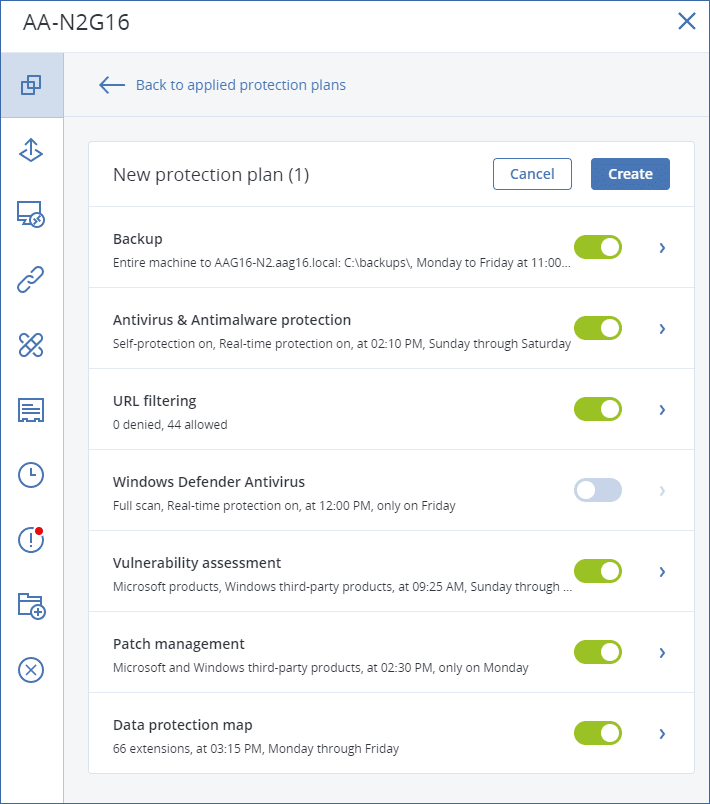 AA-N2G16
Back to applied protection plans
New protection plan (1)
Cancel
Create
Backup
Entire machine to AAG16-N2.aag16.local: C:\backups\, Monday to Friday at 11:00...
Antivirus & Antimalware protection
Self-protection on, Real-time protection on, at 02:10 PM, Sunday through Saturday
URL filtering
0 denied, 44 allowed
Windows Defender Antivirus
Full scan, Real-time protection on, at 12:00 PM, only on Friday
Vulnerability assessment
Microsoft products, Windows third-party products, at 09:25 AM, Sunday through ...
Patch management
Microsoft and Windows third-party products, at 02:30 PM, only on Monday
Data protection map
66 extensions, at 03:15 PM, Monday through Friday